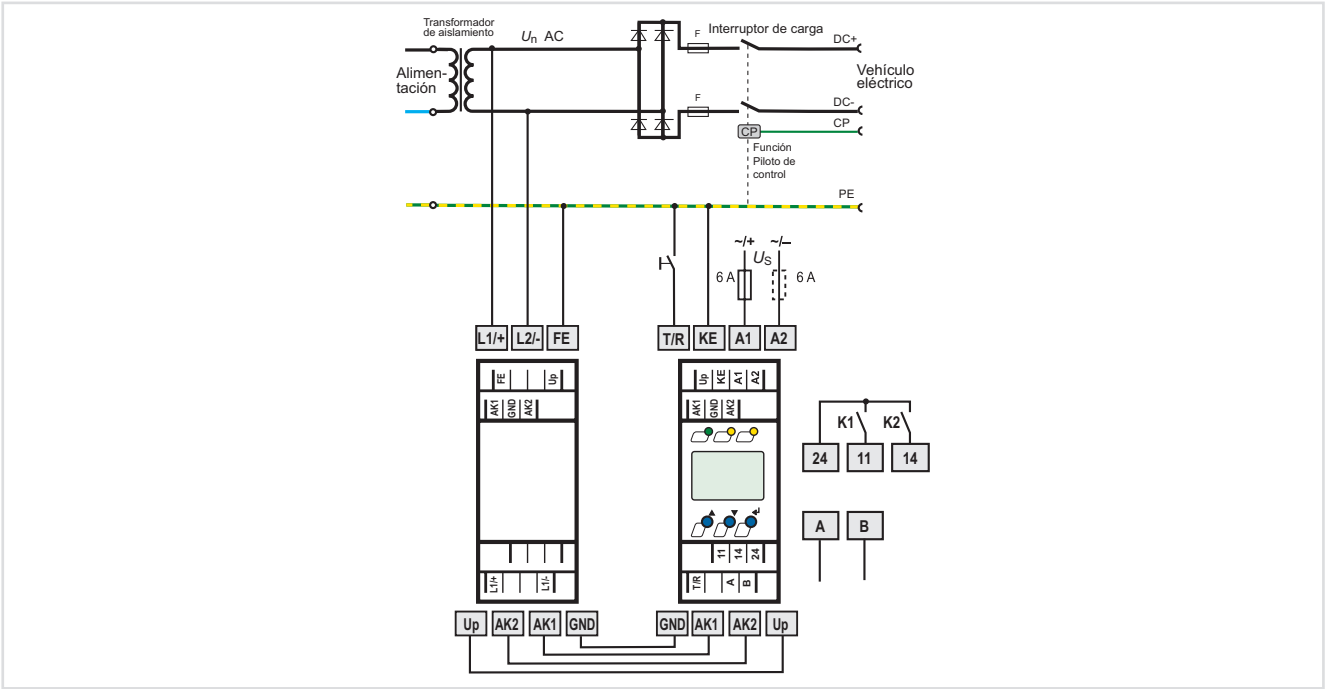 Transformador
de aislamiento
Un AC
F
Interruptor de carga
DC+
Alimen-
tación
Vehículo
eléctrico
F
DC-
CP
CP
Función
Piloto de
control
PE
~/+ ~/–
US
6 A
6 A
L1/+ L2/- FE
T/R KE A1 A2
FE Up
AK1 GND AK2
Up KE A1 A2
AK1 GND AK2
K1 K2
24 11 14
A B
11 14 24
L1/+ L1/-
T/R A B
Up AK2 AK1 GND
GND AK1 AK2 Up